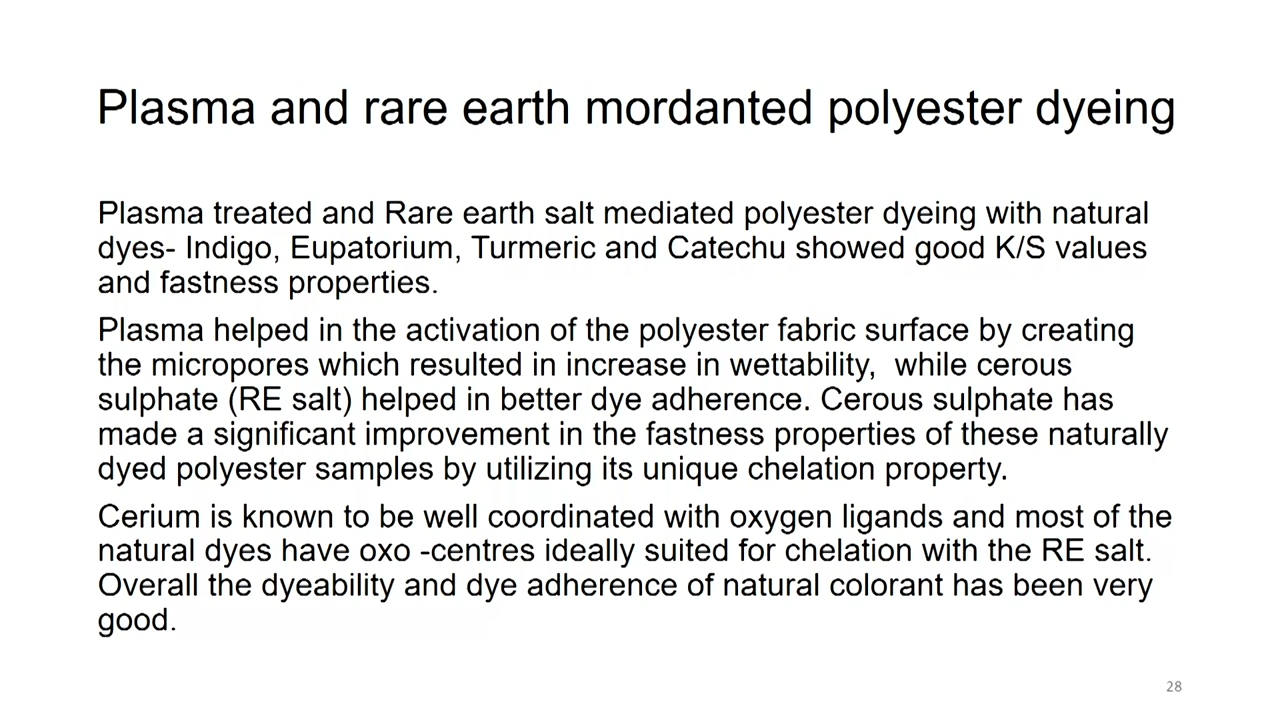 Plasma and rare earth mordanted polyester dyeing
Plasma treated and Rare earth salt mediated polyester dyeing with natural
dyes- Indigo, Eupatorium, Turmeric and Catechu showed good K/S values
and fastness properties.
Plasma helped in the activation of the polyester fabric surface by creating
the micropores which resulted in increase in wettability,  while cerous
sulphate (RE salt) helped in better dye adherence. Cerous sulphate has
made a significant improvement in the fastness properties of these naturally
dyed polyester samples by utilizing its unique chelation property.
Cerium is known to be well coordinated with oxygen ligands and most of the
natural dyes have oxo -centres ideally suited for chelation with the RE salt.
Overall the dyeability and dye adherence of natural colorant has been very
good.
28